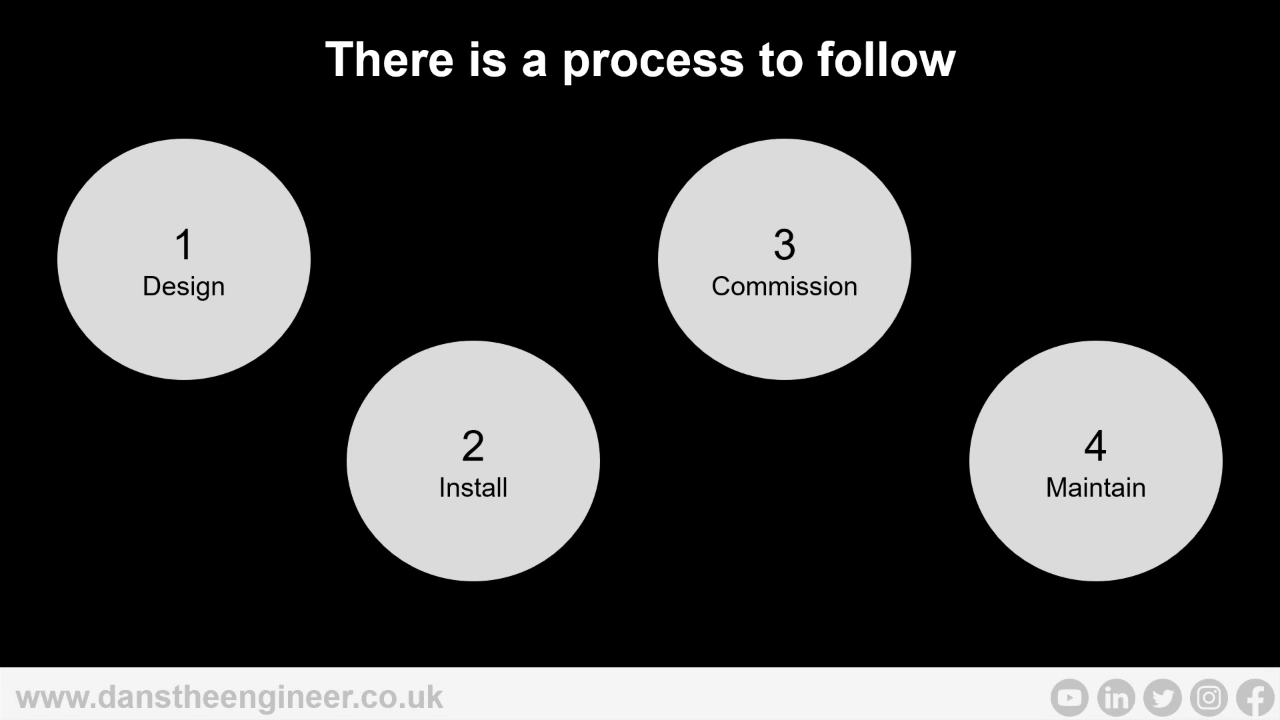 There is a process to follow
1
Design
2
Install
3
Commission
4
Maintain
www.danstheengineer.co.uk